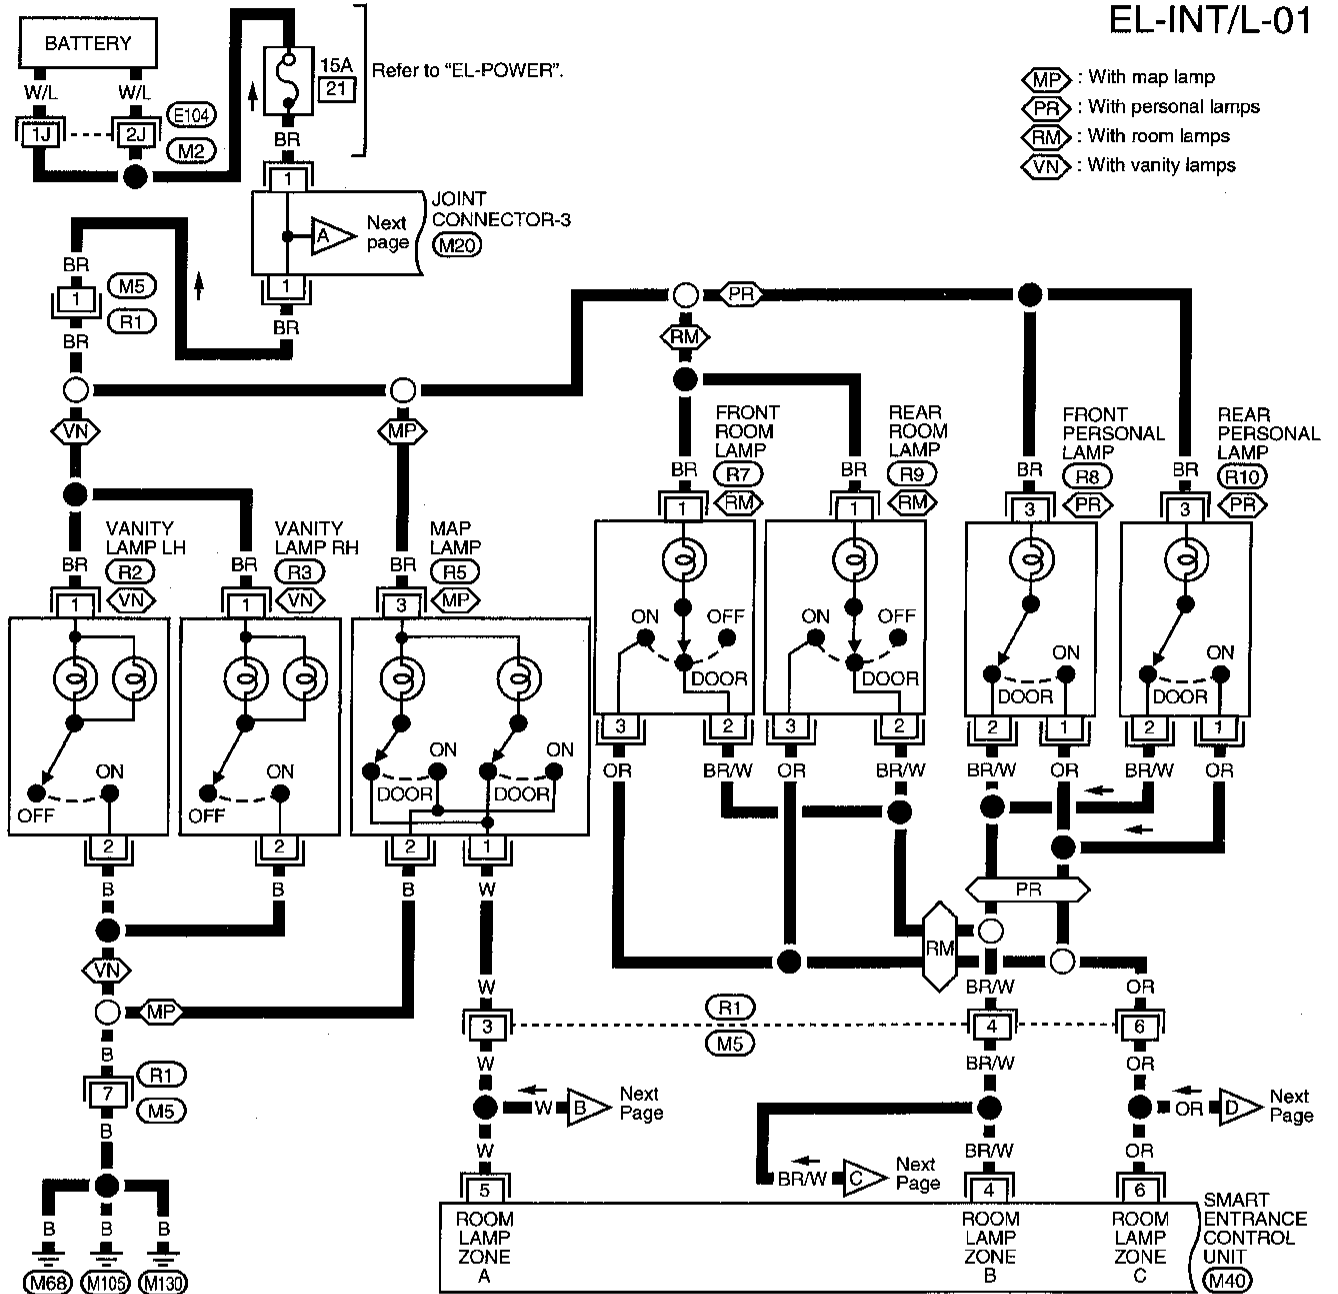 EL-INT/L-01
MP : With map lamp
PR : With personal lamps
RM : With room lamps
VN : With vanity lamps
BATTERY
W/L W/L
1J 2J
E104
M2
15A
21
Refer to "EL-POWER".
BR
1
JOINT
CONNECTOR-3
M20
A
Next
page
1
BR
BR
1
M5
R1
BR
PR
RM
VN
MP
FRONT
ROOM
LAMP
R7
RM
BR
1
REAR
ROOM
LAMP
R9
RM
BR
1
FRONT
PERSONAL
LAMP
R8
PR
BR
3
REAR
PERSONAL
LAMP
R10
PR
BR
3
VANITY
LAMP LH
R2
VN
BR
1
VANITY
LAMP RH
R3
VN
BR
1
MAP
LAMP
R5
MP
BR
3
ON OFF
DOOR
ON OFF
DOOR
ON
DOOR
ON
DOOR
3 2 3 2 2 1 2 1
OR BR/W OR BR/W BR/W OR BR/W OR
ON
OFF
ON
OFF
ON
DOOR
ON
DOOR
2 2 2 1
B B B W
PR
RM
VN
MP
W BR/W OR
R1
3 4 6
M5
B
7
R1
M5
B
W BR/W OR
W B Next
Page
OR D Next
Page
BR/W C Next
Page
W BR/W OR
5 4 6
B B B
M68 M105 M130
ROOM
LAMP
ZONE
A
ROOM
LAMP
ZONE
B
ROOM
LAMP
ZONE
C
SMART
ENTRANCE
CONTROL
UNIT
M40